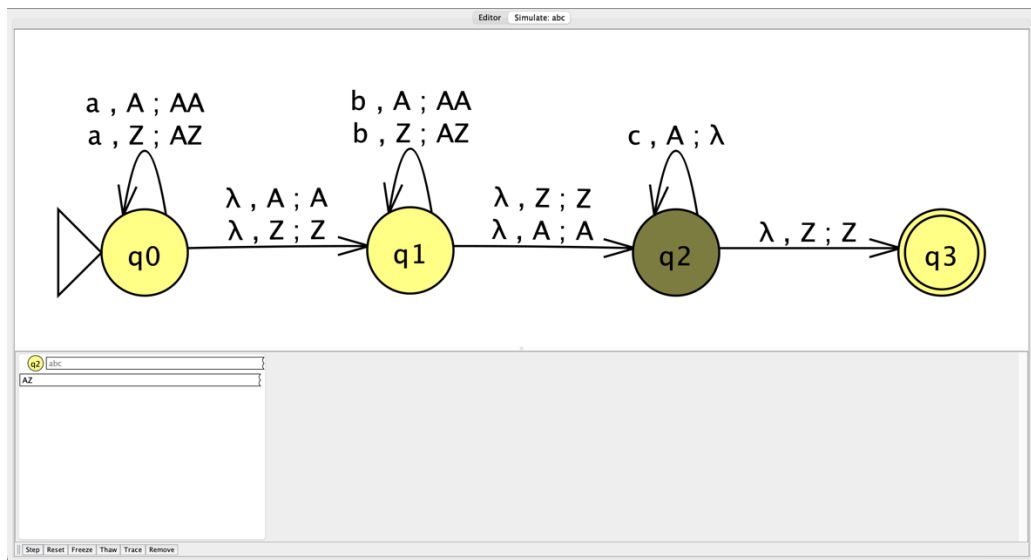 Editor Simulate: abc
a , A ; AA
a , Z ; AZ
b , A ; AA
b , Z ; AZ
c , A ; λ
λ , A ; A
λ , Z ; Z
λ , Z ; Z
λ , A ; A
λ , Z ; Z
q0
q1
q2
q3
q2 abc
AZ
Step Reset Freeze Thaw Trace Remove